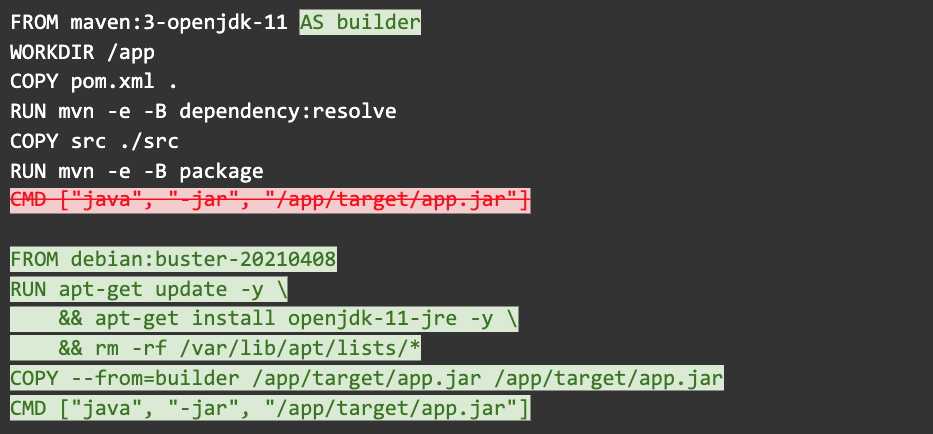 FROM maven:3-openjdk-11 AS builder
WORKDIR /app
COPY pom.xml .
RUN mvn -e -B dependency:resolve
COPY src ./src
RUN mvn -e -B package
CMD ["java", "-jar", "/app/target/app.jar"]
FROM debian:buster-20210408
RUN apt-get update -y \
    && apt-get install openjdk-11-jre -y \
    && rm -rf /var/lib/apt/lists/*
COPY --from=builder /app/target/app.jar /app/target/app.jar
CMD ["java", "-jar", "/app/target/app.jar"]